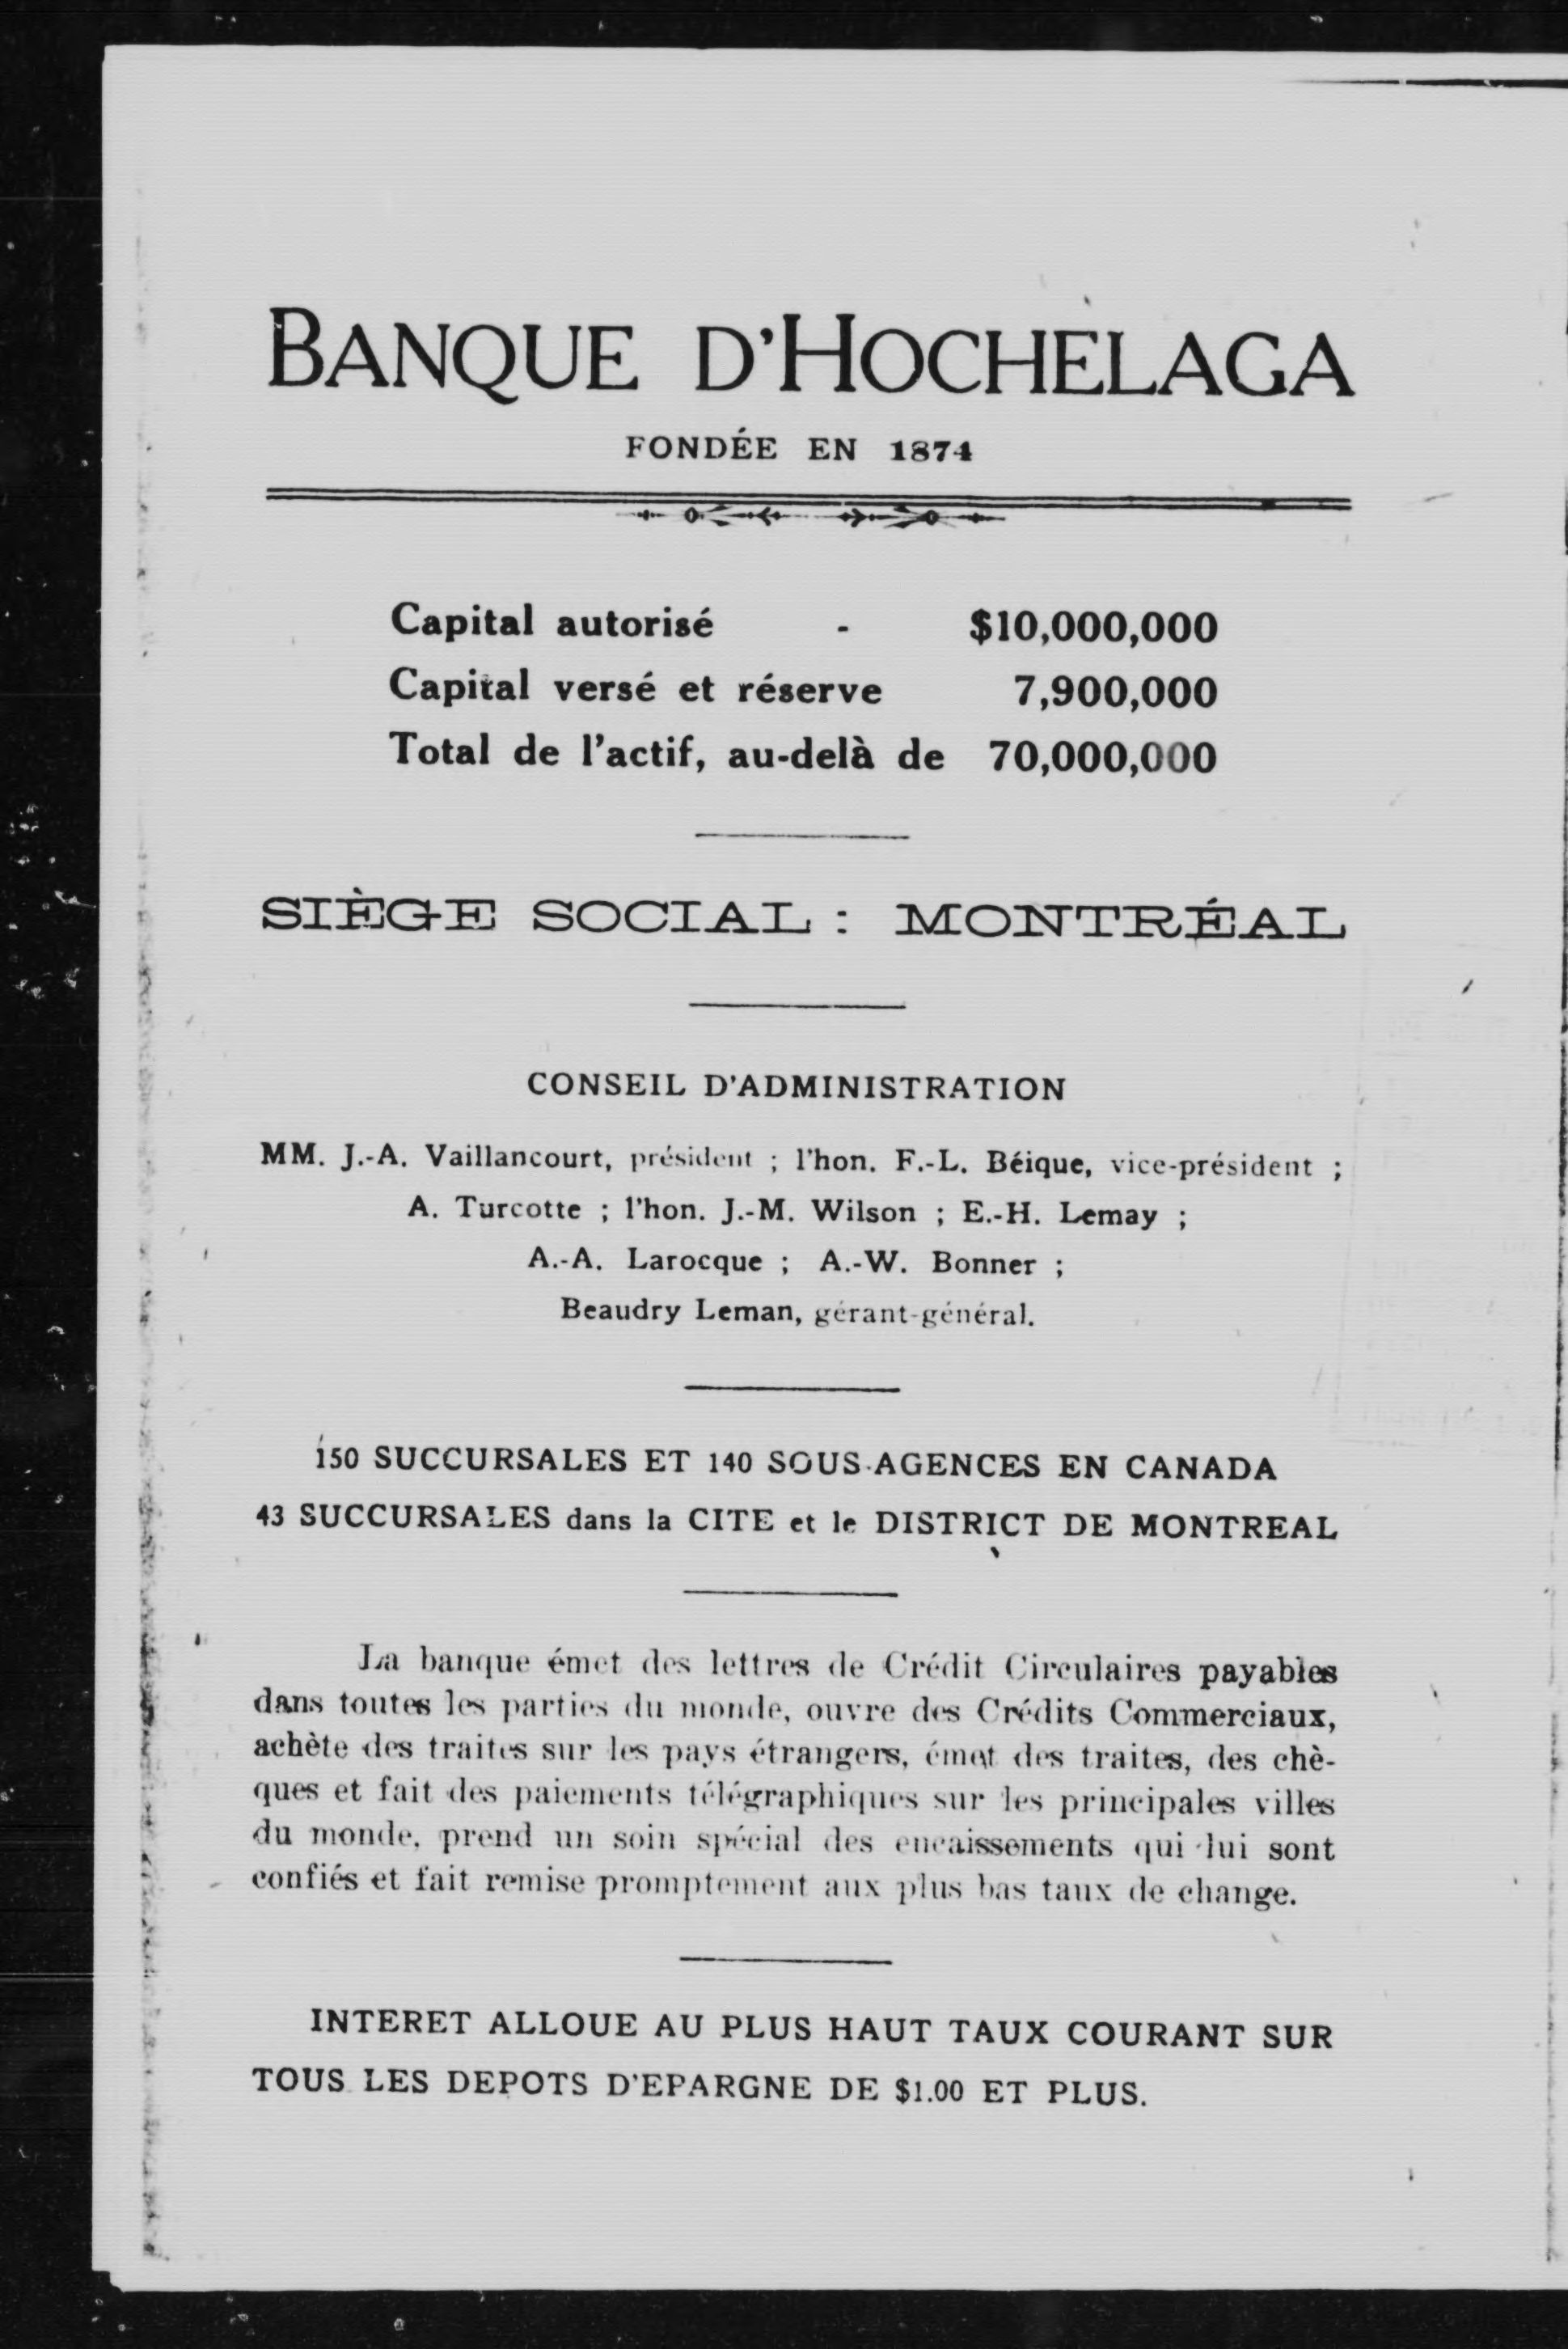 BANQUE D'HOCHELAGA
FONDÉE EN 1874
Capital autorisé - $10,000,000
Capital versé et réserve 7,900,000
Total de l'actif, au-delà de 70,000,000
SIÈGE SOCIAL : MONTRÉAL
CONSEIL D'ADMINISTRATION
MM. J.-A. Vaillancourt, président ; l'hon. F.-L. Béique, vice-président ;
A. Turcotte ; l'hon. J.-M. Wilson ; E.-H. Lemay ;
A.-A. Larocque ; A.-W. Bonner ;
Beaudry Leman, gérant-général.
150 SUCCURSALES ET 140 SOUS-AGENCES EN CANADA
43 SUCCURSALES dans la CITE et le DISTRICT DE MONTREAL
La banque émet des lettres de Crédit Circulaires payables
dans toutes les parties du monde, ouvre des Crédits Commerciaux,
achète des traites sur les pays étrangers, émet des traites, des chè-
ques et fait des paiements télégraphiques sur les principales villes
du monde, prend un soin spécial des encaissements qui lui sont
confiés et fait remise promptement aux plus bas taux de change.
INTERET ALLOUE AU PLUS HAUT TAUX COURANT SUR
TOUS LES DEPOTS D'EPARGNE DE $1.00 ET PLUS.